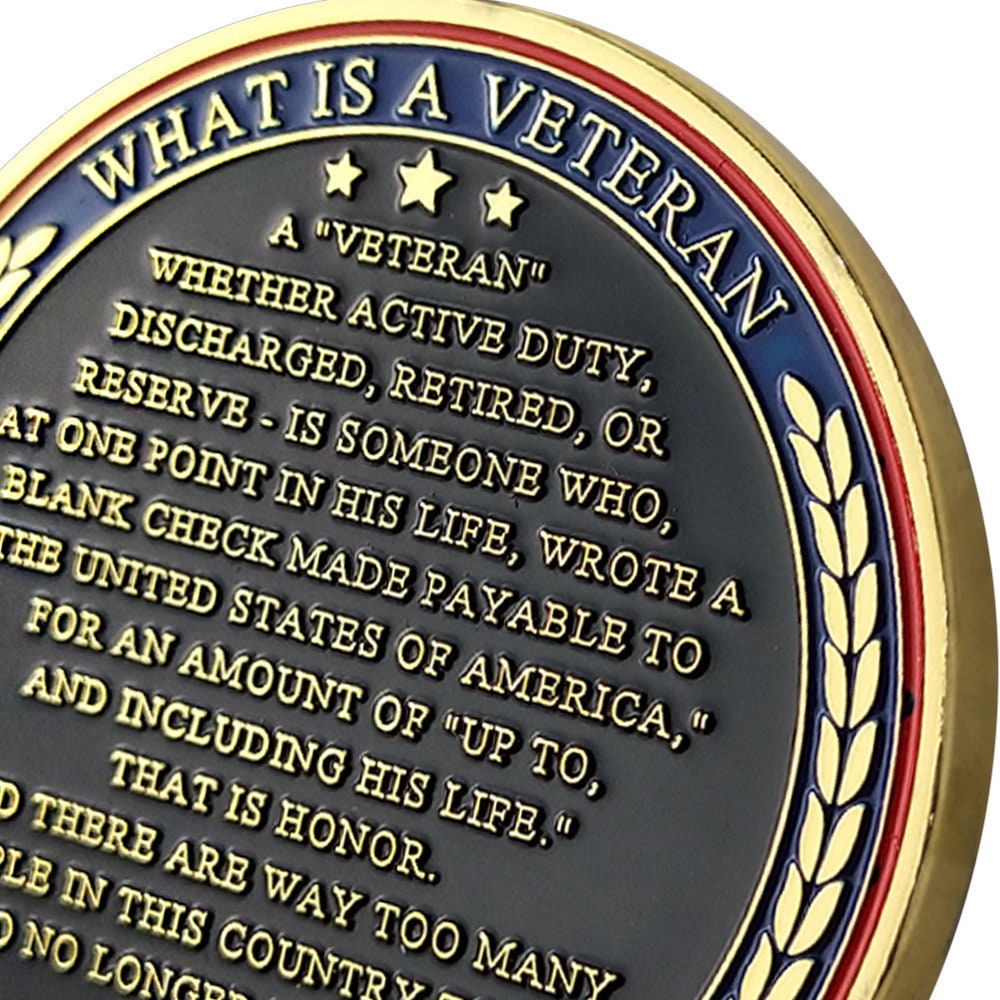 WHAT IS A VETERAN
A "VETERAN"
WHETHER ACTIVE DUTY,
DISCHARGED, RETIRED, OR
RESERVE - IS SOMEONE WHO,
AT ONE POINT IN HIS LIFE, WROTE A
BLANK CHECK MADE PAYABLE TO
THE UNITED STATES OF AMERICA,"
FOR AN AMOUNT OF "UP TO,
AND INCLUDING HIS LIFE."
THAT IS HONOR.
THERE ARE WAY TOO MANY
IN THIS COUNTRY
NO LONGER